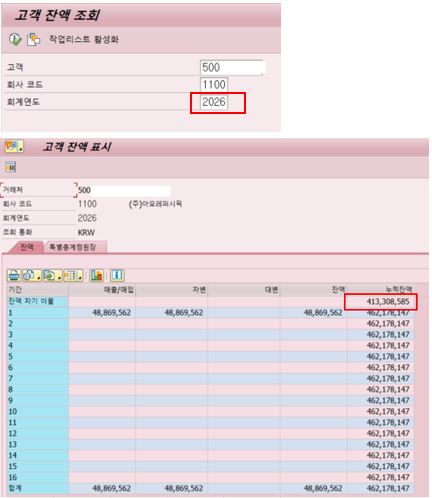 고객 잔액 조회
작업리스트 활성화
고객 500
회사 코드 1100
회계연도 2026
고객 잔액 표시
거래처 500
회사 코드 1100 (주)아모레퍼시픽
회계연도 2026
조회 통화 KRW
잔액 특별총계정원장
기간 매출/매입 차변 대변 잔액 누적잔액
잔액 차기 이월 413,308,585
1 48,869,562 48,869,562 48,869,562 462,178,147
2 462,178,147
3 462,178,147
4 462,178,147
5 462,178,147
6 462,178,147
7 462,178,147
8 462,178,147
9 462,178,147
10 462,178,147
11 462,178,147
12 462,178,147
13 462,178,147
14 462,178,147
15 462,178,147
16 462,178,147
합계 48,869,562 48,869,562 48,869,562 462,178,147